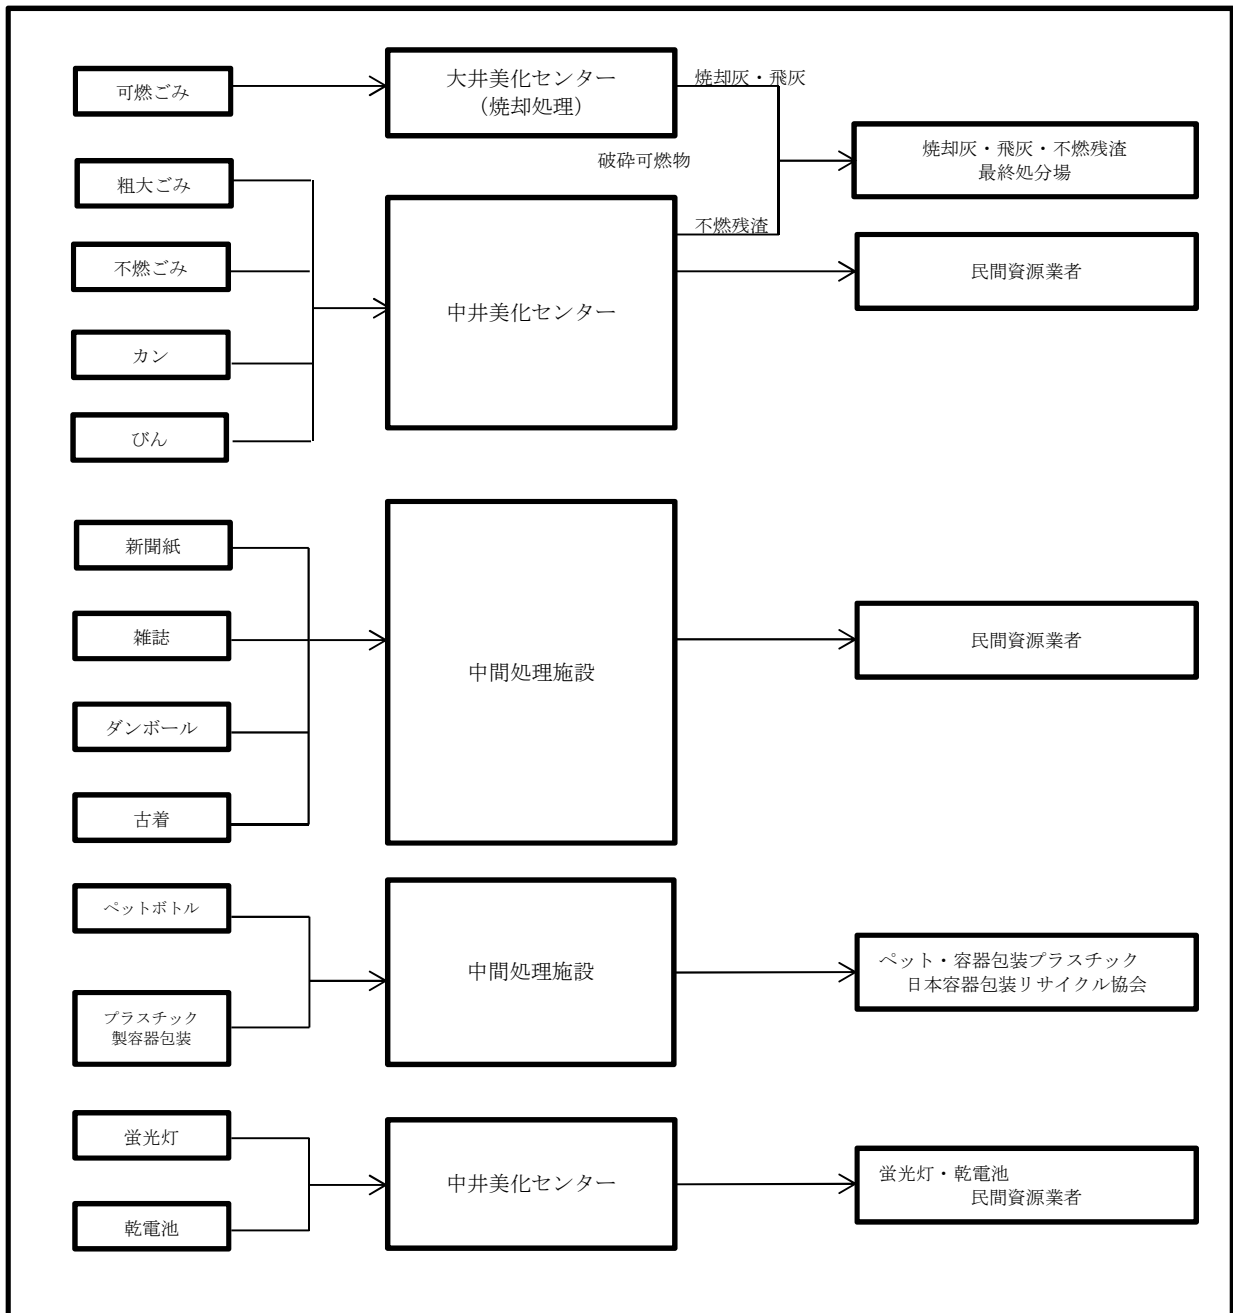 可燃ごみ
大井美化センター
（焼却処理）
焼却灰・飛灰
焼却灰・飛灰・不燃残渣
最終処分場
破砕可燃物
粗大ごみ
不燃ごみ
カン
びん
中井美化センター
不燃残渣
民間資源業者
新聞紙
雑誌
ダンボール
古着
中間処理施設
民間資源業者
ペットボトル
プラスチック
製容器包装
中間処理施設
ペット・容器包装プラスチック
日本容器包装リサイクル協会
蛍光灯
乾電池
中井美化センター
蛍光灯・乾電池
民間資源業者